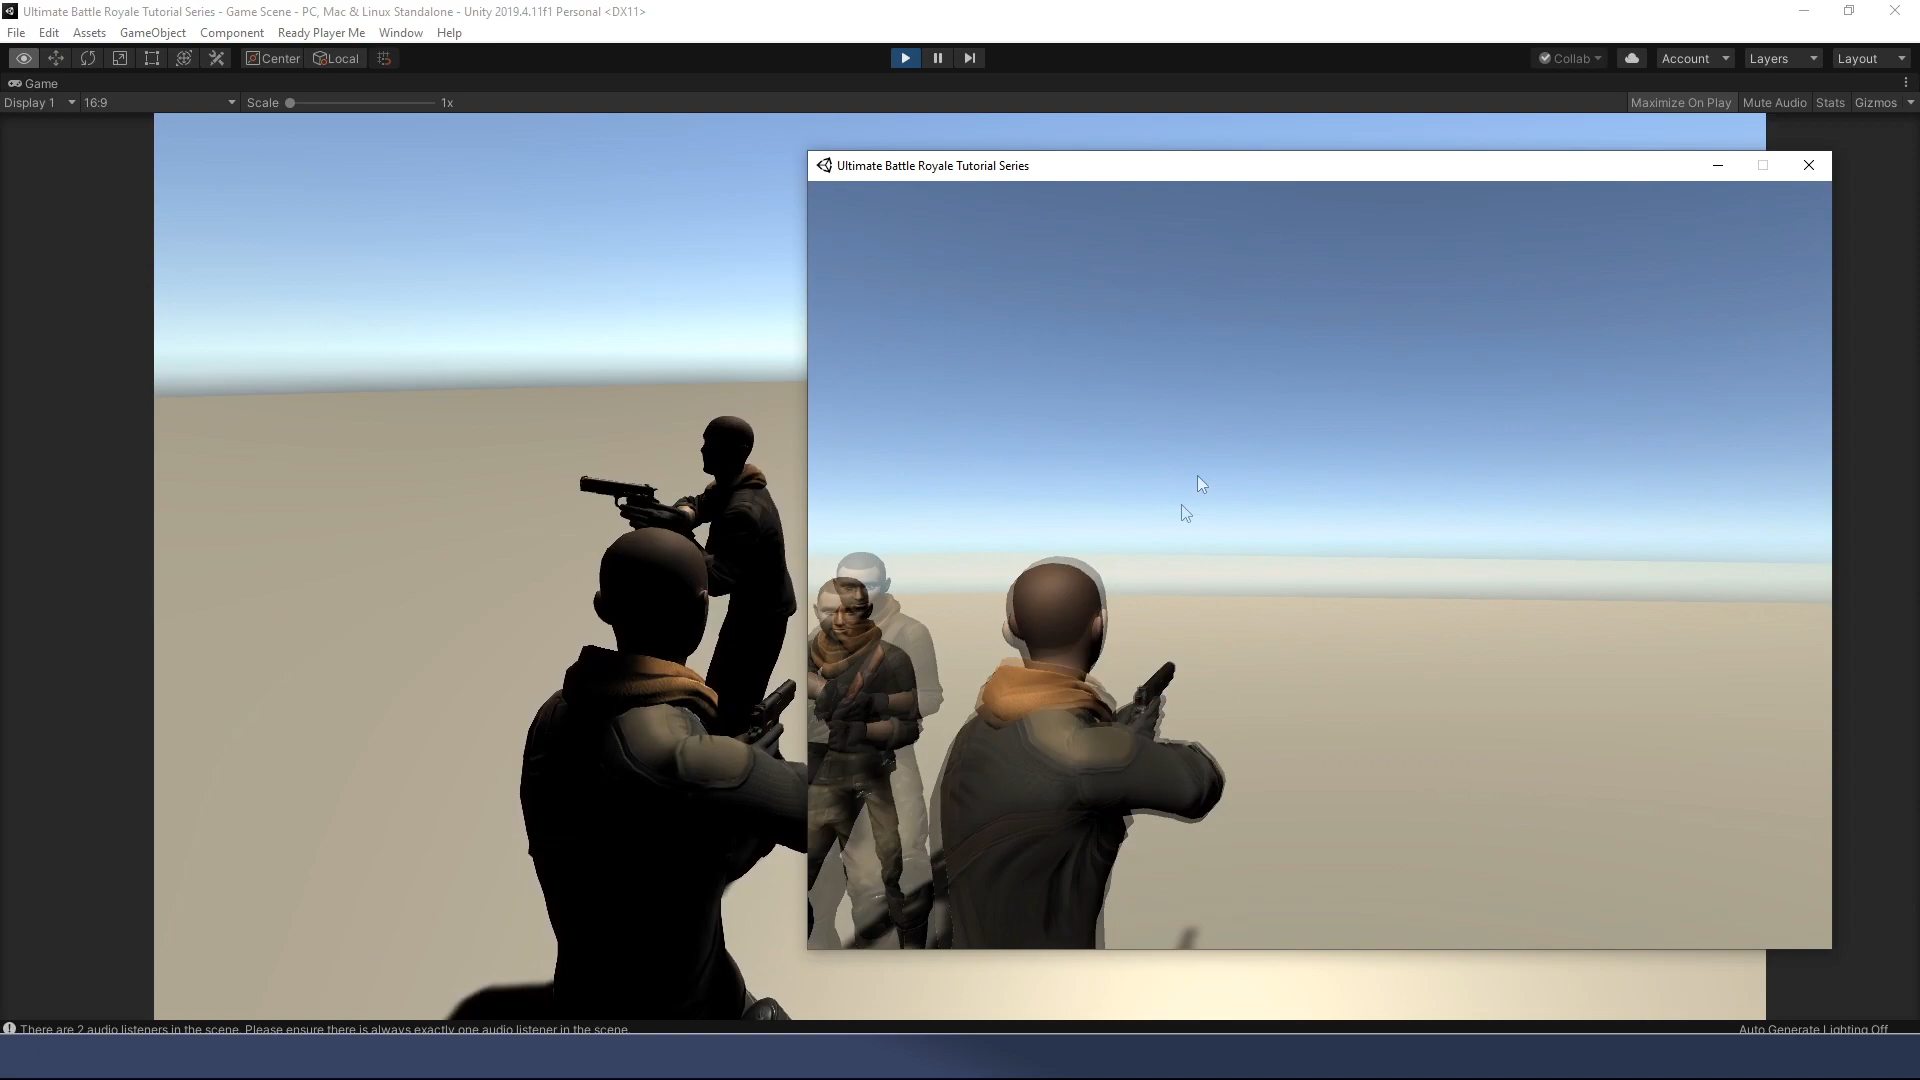 Ultimate Battle Royale Tutorial Series - Game Scene - PC, Mac & Linux Standalone - Unity 2019.4.11f1 Personal <DX11>
File Edit Assets GameObject Component Ready Player Me Window Help
Center Local Collab Account Layers Layout
Game
Display 1 16:9 Scale 1x Maximize On Play Mute Audio Stats Gizmos
Ultimate Battle Royale Tutorial Series
There are 2 audio listeners in the scene. Please ensure there is always exactly one audio listener in the scene. Auto Generate Lighting Off